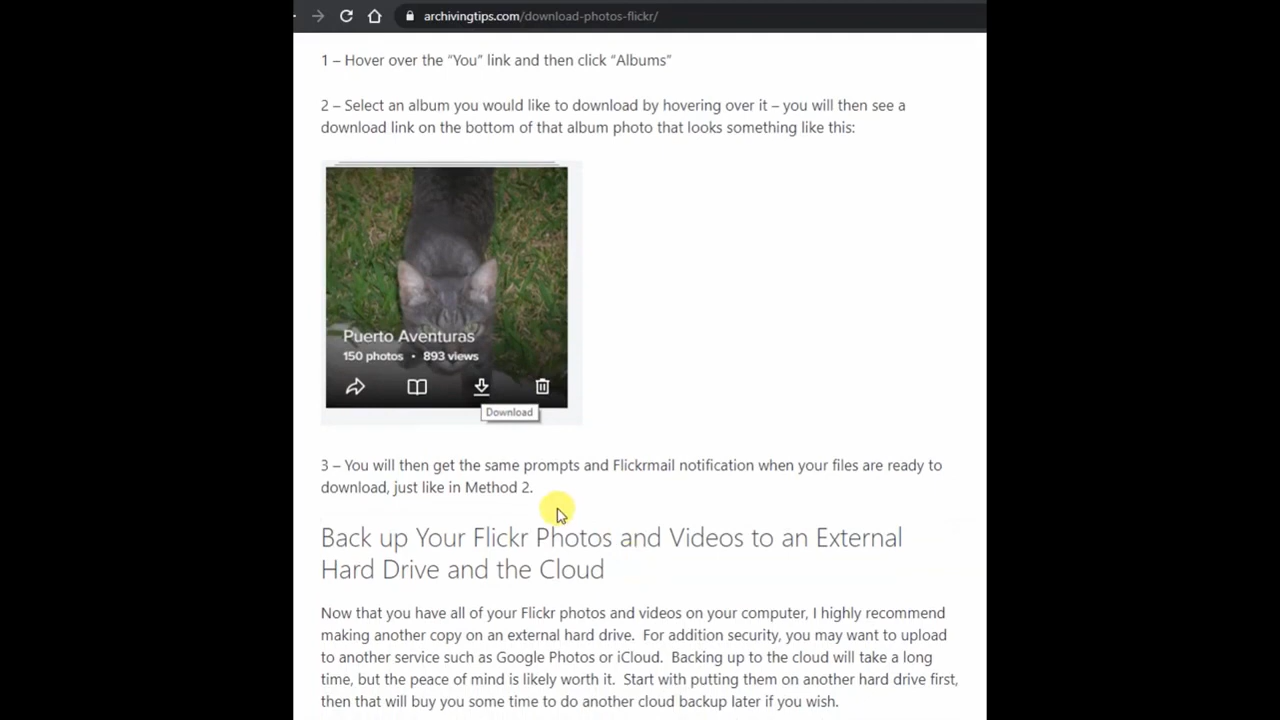 archivingtips.com/download-photos-flickr/
1 – Hover over the “You” link and then click “Albums”
2 – Select an album you would like to download by hovering over it – you will then see a
download link on the bottom of that album photo that looks something like this:
Puerto Aventuras
150 photos • 893 views
Download
3 – You will then get the same prompts and Flickrmail notification when your files are ready to
download, just like in Method 2.
Back up Your Flickr Photos and Videos to an External
Hard Drive and the Cloud
Now that you have all of your Flickr photos and videos on your computer, I highly recommend
making another copy on an external hard drive.  For addition security, you may want to upload
to another service such as Google Photos or iCloud.  Backing up to the cloud will take a long
time, but the peace of mind is likely worth it.  Start with putting them on another hard drive first,
then that will buy you some time to do another cloud backup later if you wish.